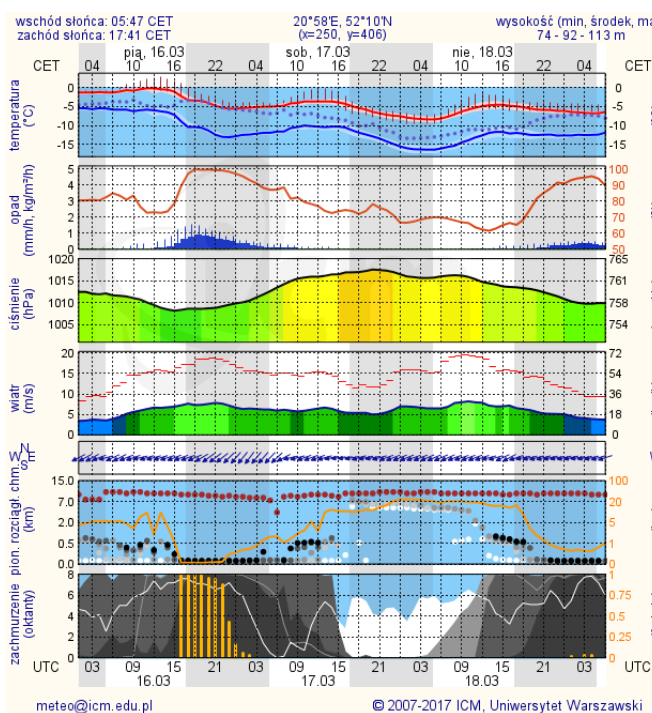 wschód słońca: 05:47 CET 20°58'E, 52°10'N wysokość (min, środek, ma
zachód słońca: 17:41 CET (x=250, y=406) 74 - 92 - 113 m
pią, 16.03 sob, 17.03 nie, 18.03
CET 04 10 16 22 04 10 16 22 04 10 16 22 04 CET
temperatura
(°C)
0 0
-5 -5
-10 -10
-15 -15
opad
(mm/h, kg/m²/h)
5 100
4 90
3 80
2 70
1 60
0 50
ciśnienie
(hPa)
1020 765
1015 761
1010 758
1005 754
wiatr
(m/s)
20 72
15 54
10 36
5 18
0 0
N
W E
S
pion. rozciągł. chm.
(km)
15.0 100
7.0 20
2.0 5
0.5 1
0.0 0
zachmurzenie
(oktanty)
8 1
6 0.75
4 0.5
2 0.25
0 0
UTC 03 09 15 21 03 09 15 21 03 09 15 21 03 UTC
16.03 17.03 18.03
meteo@icm.edu.pl © 2007-2017 ICM, Uniwersytet Warszawski